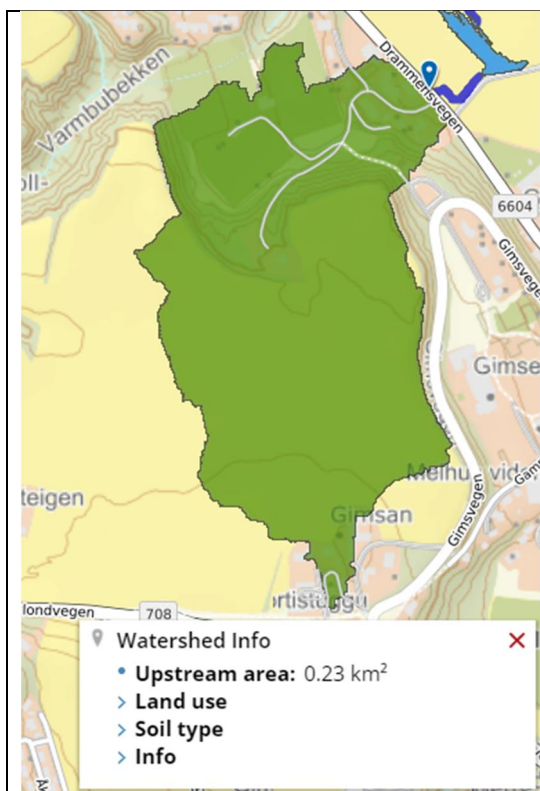 Drammensvegen
Varmbubekken
oll-
6604
Gimsvegen
Gimse
Gimsvegen
teigen
Gimsan
londvegen
708
Watershed Info
Upstream area: 0.23 km²
Land use
Soil type
Info